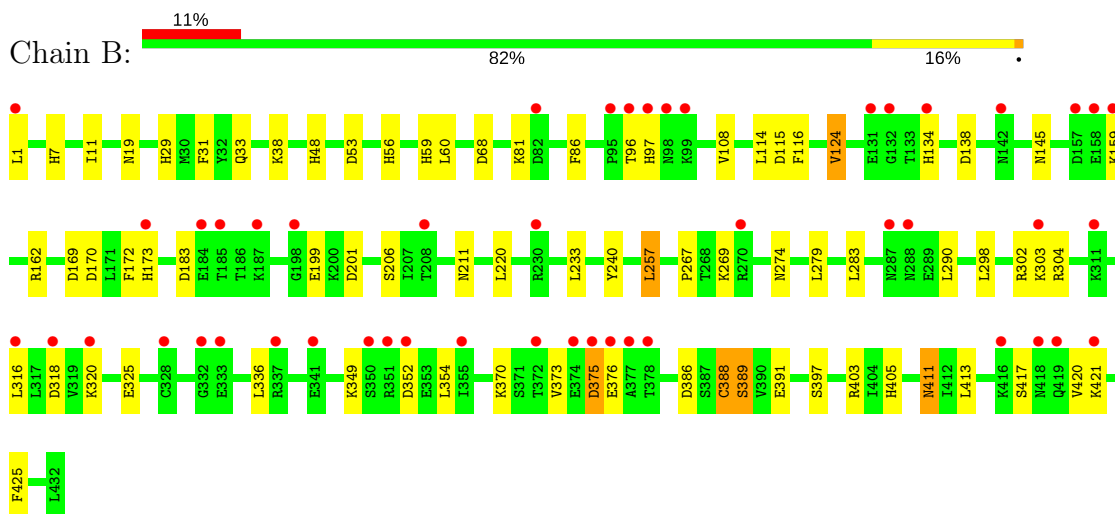 11%
Chain B:
82% 16% •
L1 H7 I11 N19 H29 M30 F31 Y32 Q33 K38 H48 D53 H56 H59 L60 D68 K81 D82 F86 P95 T96 H97 N98 K99 V108 L114 D115 F116 V124 E131 G132 T133 H134 D138 N142 N145 D157 E158 K159
R162 D169 D170 L171 F172 H173 D183 E184 T185 T186 K187 G198 E199 K200 D201 S206 I207 T208 N211 L220 R230 L233 Y240 L257 P267 T268 K269 R270 N274 L279 L283 N287 N288 E289 L290 L298 R302 K303 R304 K311
L316 L317 D318 V319 K320 E325 C328 G332 E333 L336 R337 E341 K349 S350 R351 D352 E353 L354 I355 K370 S371 T372 V373 E374 D375 E376 A377 T378 D386 S387 C388 S389 V390 E391 S397 R403 I404 H405 N411 I412 L413 K416 S417 N418 Q419 V420 K421
F425 L432